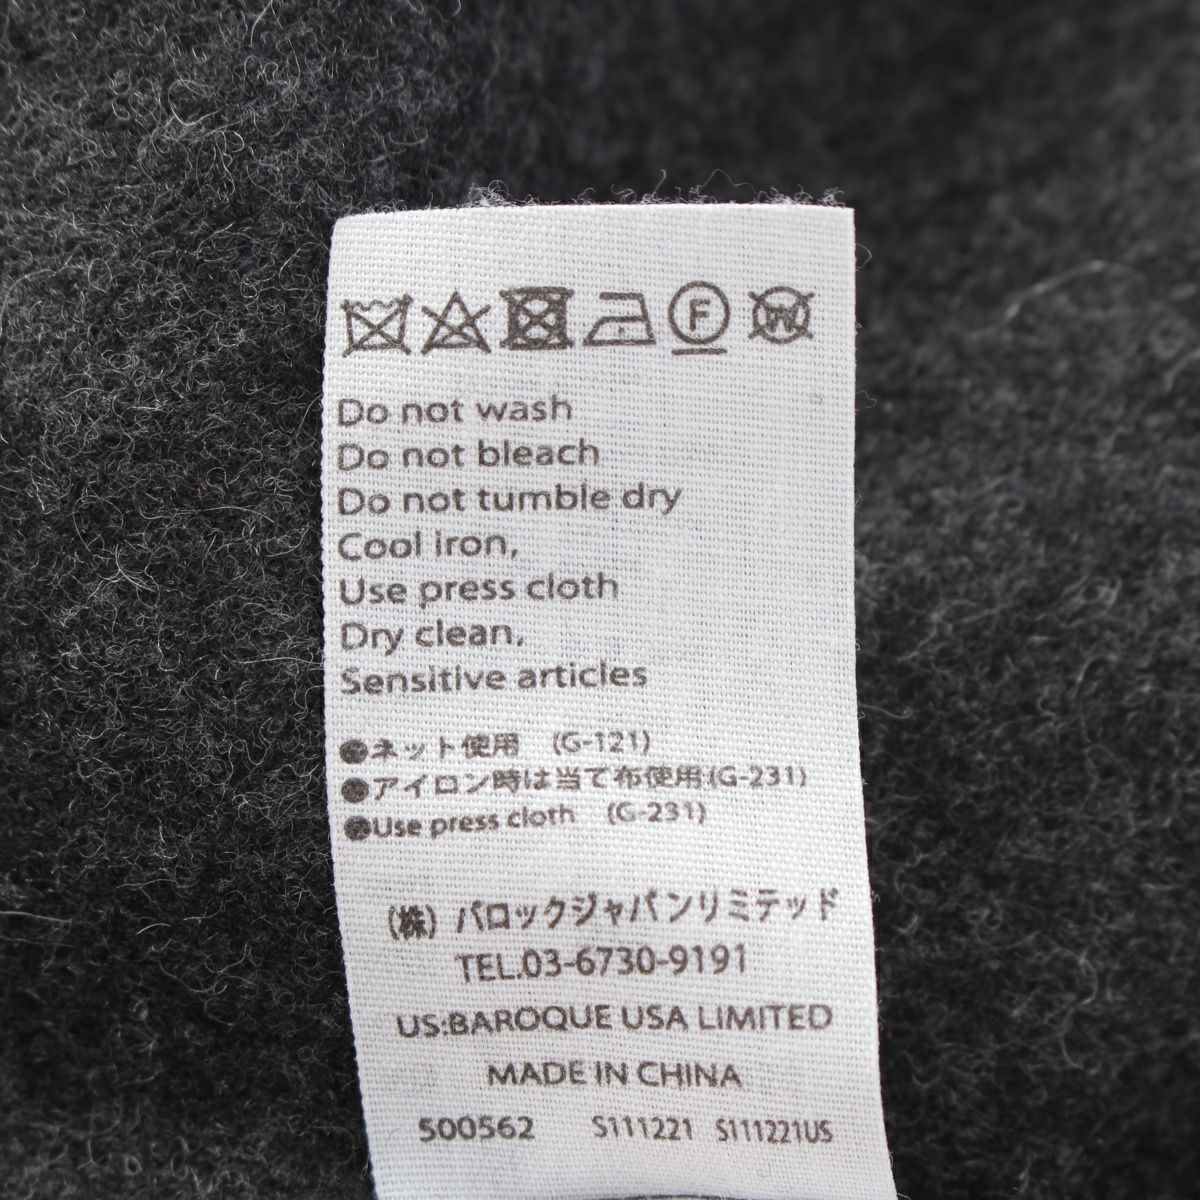 F W
Do not wash
Do not bleach
Do not tumble dry
Cool iron,
Use press cloth
Dry clean,
Sensitive articles
●ネット使用 (G-121)
●アイロン時は当て布使用(G-231)
●Use press cloth (G-231)
(株) バロックジャパンリミテッド
TEL.03-6730-9191
US:BAROQUE USA LIMITED
MADE IN CHINA
500562 S111221 S111221US